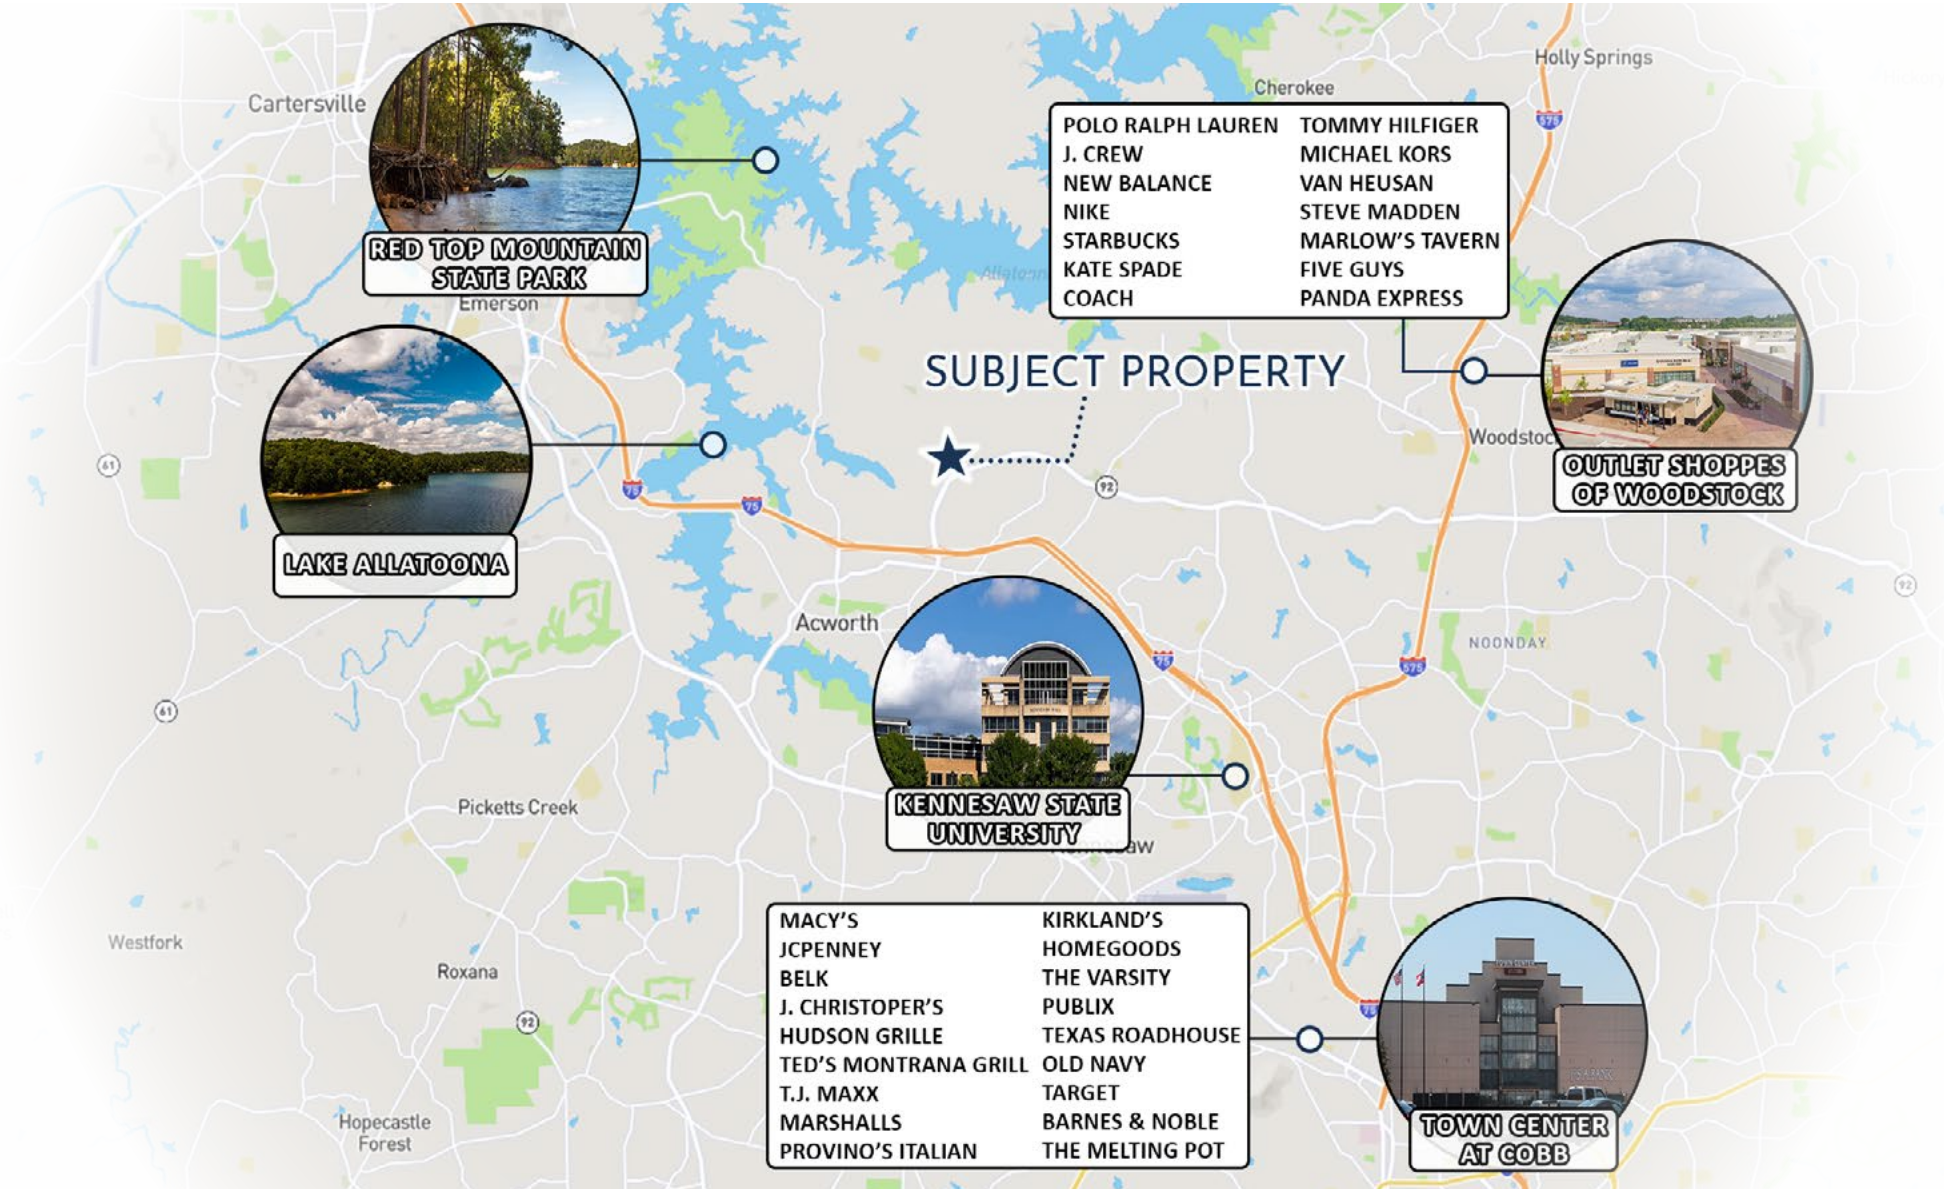 Holly Springs
Cherokee
Cartersville
575
POLO RALPH LAUREN
J. CREW
NEW BALANCE
NIKE
STARBUCKS
KATE SPADE
COACH
TOMMY HILFIGER
MICHAEL KORS
VAN HEUSAN
STEVE MADDEN
MARLOW'S TAVERN
FIVE GUYS
PANDA EXPRESS
RED TOP MOUNTAIN
STATE PARK
Emerson
SUBJECT PROPERTY
OUTLET SHOPPES
OF WOODSTOCK
61
75
75
92
LAKE ALLATOONA
92
Acworth
NOONDAY
75
575
61
Picketts Creek
KENNESAW STATE
UNIVERSITY
Westfork
Roxana
92
MACY'S
JCPENNEY
BELK
J. CHRISTOPER'S
HUDSON GRILLE
TED'S MONTRANA GRILL
T.J. MAXX
MARSHALLS
PROVINO'S ITALIAN
KIRKLAND'S
HOMEGOODS
THE VARSITY
PUBLIX
TEXAS ROADHOUSE
OLD NAVY
TARGET
BARNES & NOBLE
THE MELTING POT
75
Hopecastle
Forest
TOWN CENTER
AT COBB